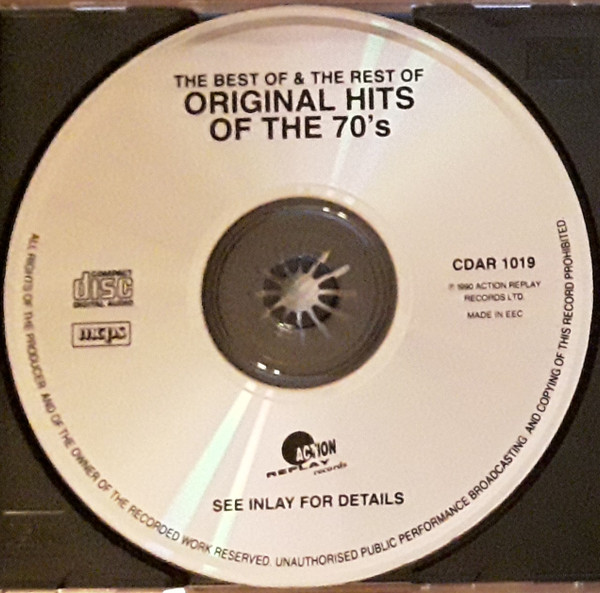 THE BEST OF & THE REST OF
ORIGINAL HITS
OF THE 70's
COMPACT
disc
DIGITAL AUDIO
mcps
CDAR 1019
℗ 1990 ACTION REPLAY
RECORDS LTD.
MADE IN EEC
ACTION
REPLAY records
SEE INLAY FOR DETAILS
ALL RIGHTS OF THE PRODUCER AND OF THE OWNER OF THE RECORDED WORK RESERVED. UNAUTHORISED PUBLIC PERFORMANCE BROADCASTING AND COPYING OF THIS RECORD PROHIBITED.